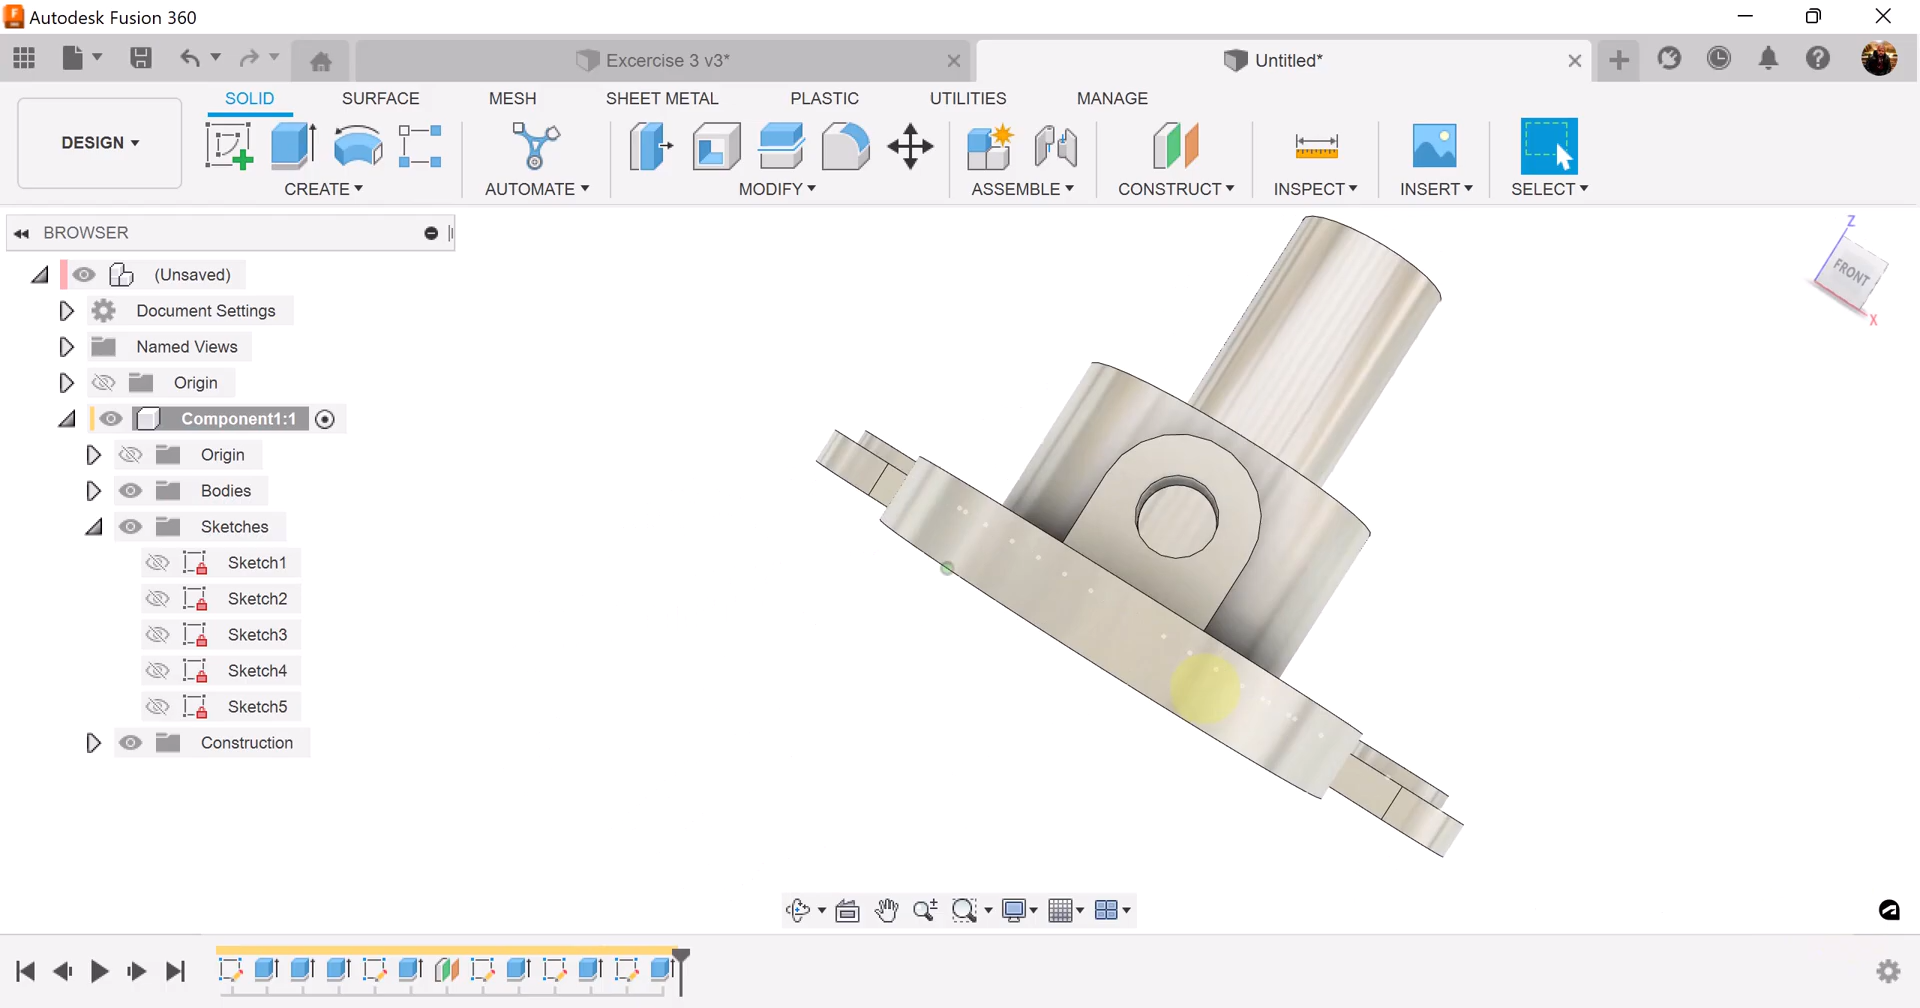 Autodesk Fusion 360
Excercise 3 v3*
Untitled*
DESIGN
SOLID
SURFACE
MESH
SHEET METAL
PLASTIC
UTILITIES
MANAGE
CREATE
AUTOMATE
MODIFY
ASSEMBLE
CONSTRUCT
INSPECT
INSERT
SELECT
BROWSER
(Unsaved)
Document Settings
Named Views
Origin
Component1:1
Origin
Bodies
Sketches
Sketch1
Sketch2
Sketch3
Sketch4
Sketch5
Construction
Z
FRONT
X